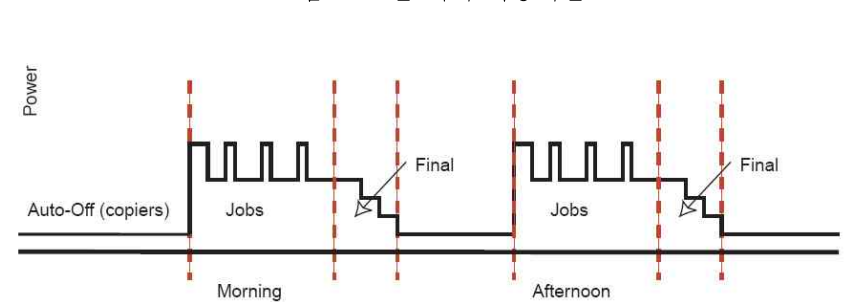 Power
Final
Final
Auto-Off (copiers)
Jobs
Jobs
Morning
Afternoon